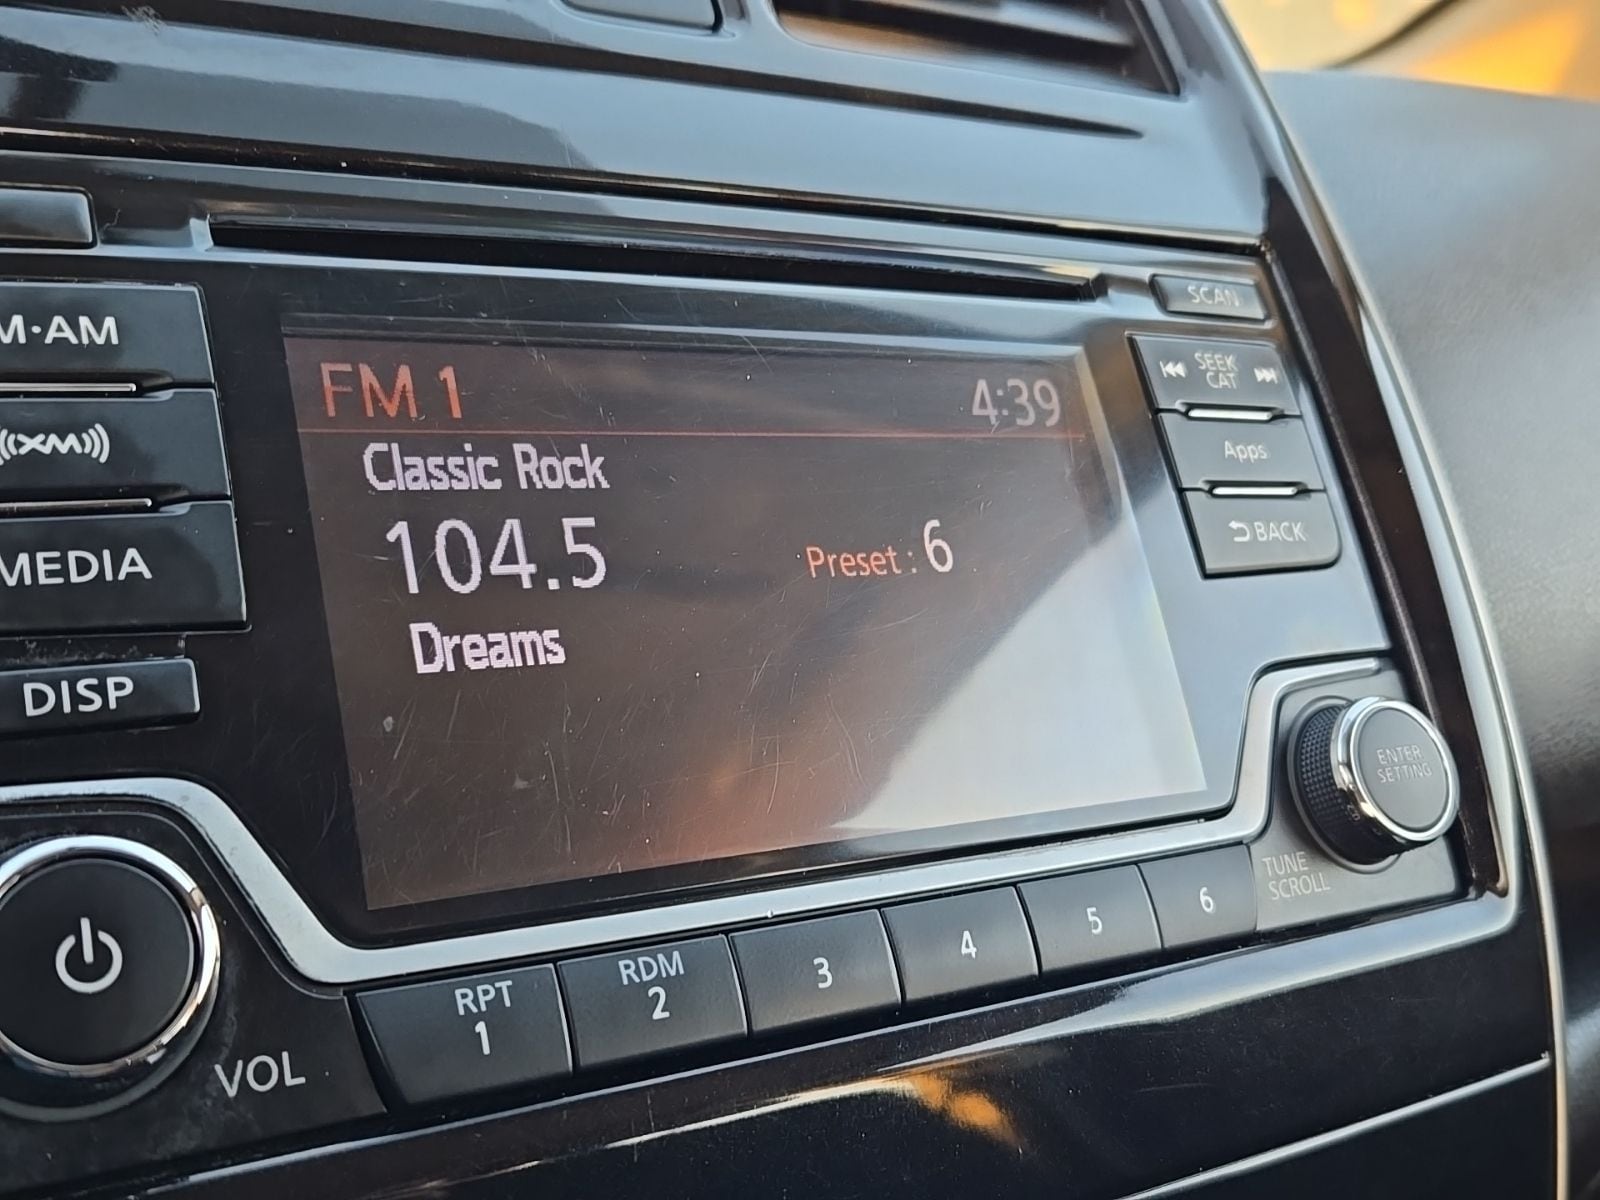 M·AM
XM
MEDIA
DISP
VOL
FM 1
4:39
Classic Rock
104.5
Preset : 6
Dreams
SCAN
SEEK
CAT
Apps
BACK
ENTER
SETTING
TUNE
SCROLL
RPT
1
RDM
2
3
4
5
6